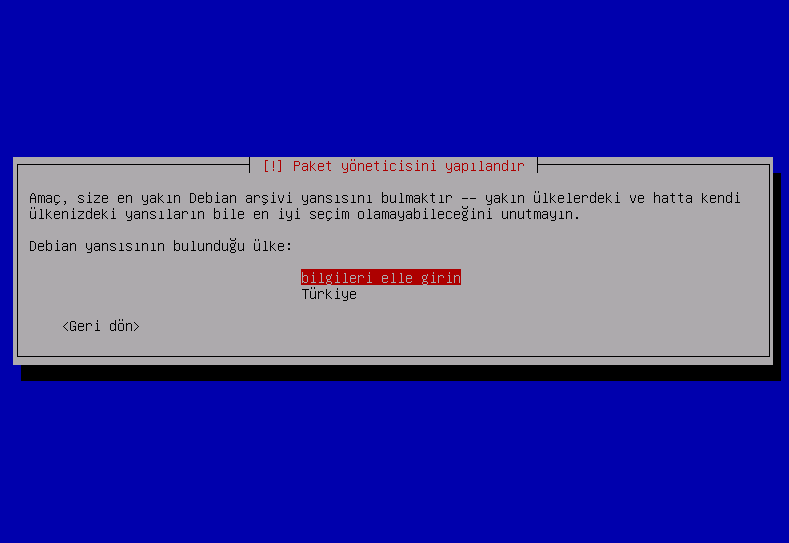 [!] Paket yöneticisini yapılandır
Amaç, size en yakın Debian arşivi yansısını bulmaktır -- yakın ülkelerdeki ve hatta kendi
ülkenizdeki yansıların bile en iyi seçim olamayabileceğini unutmayın.
Debian yansısının bulunduğu ülke:
bilgileri elle girin
Türkiye
<Geri dön>